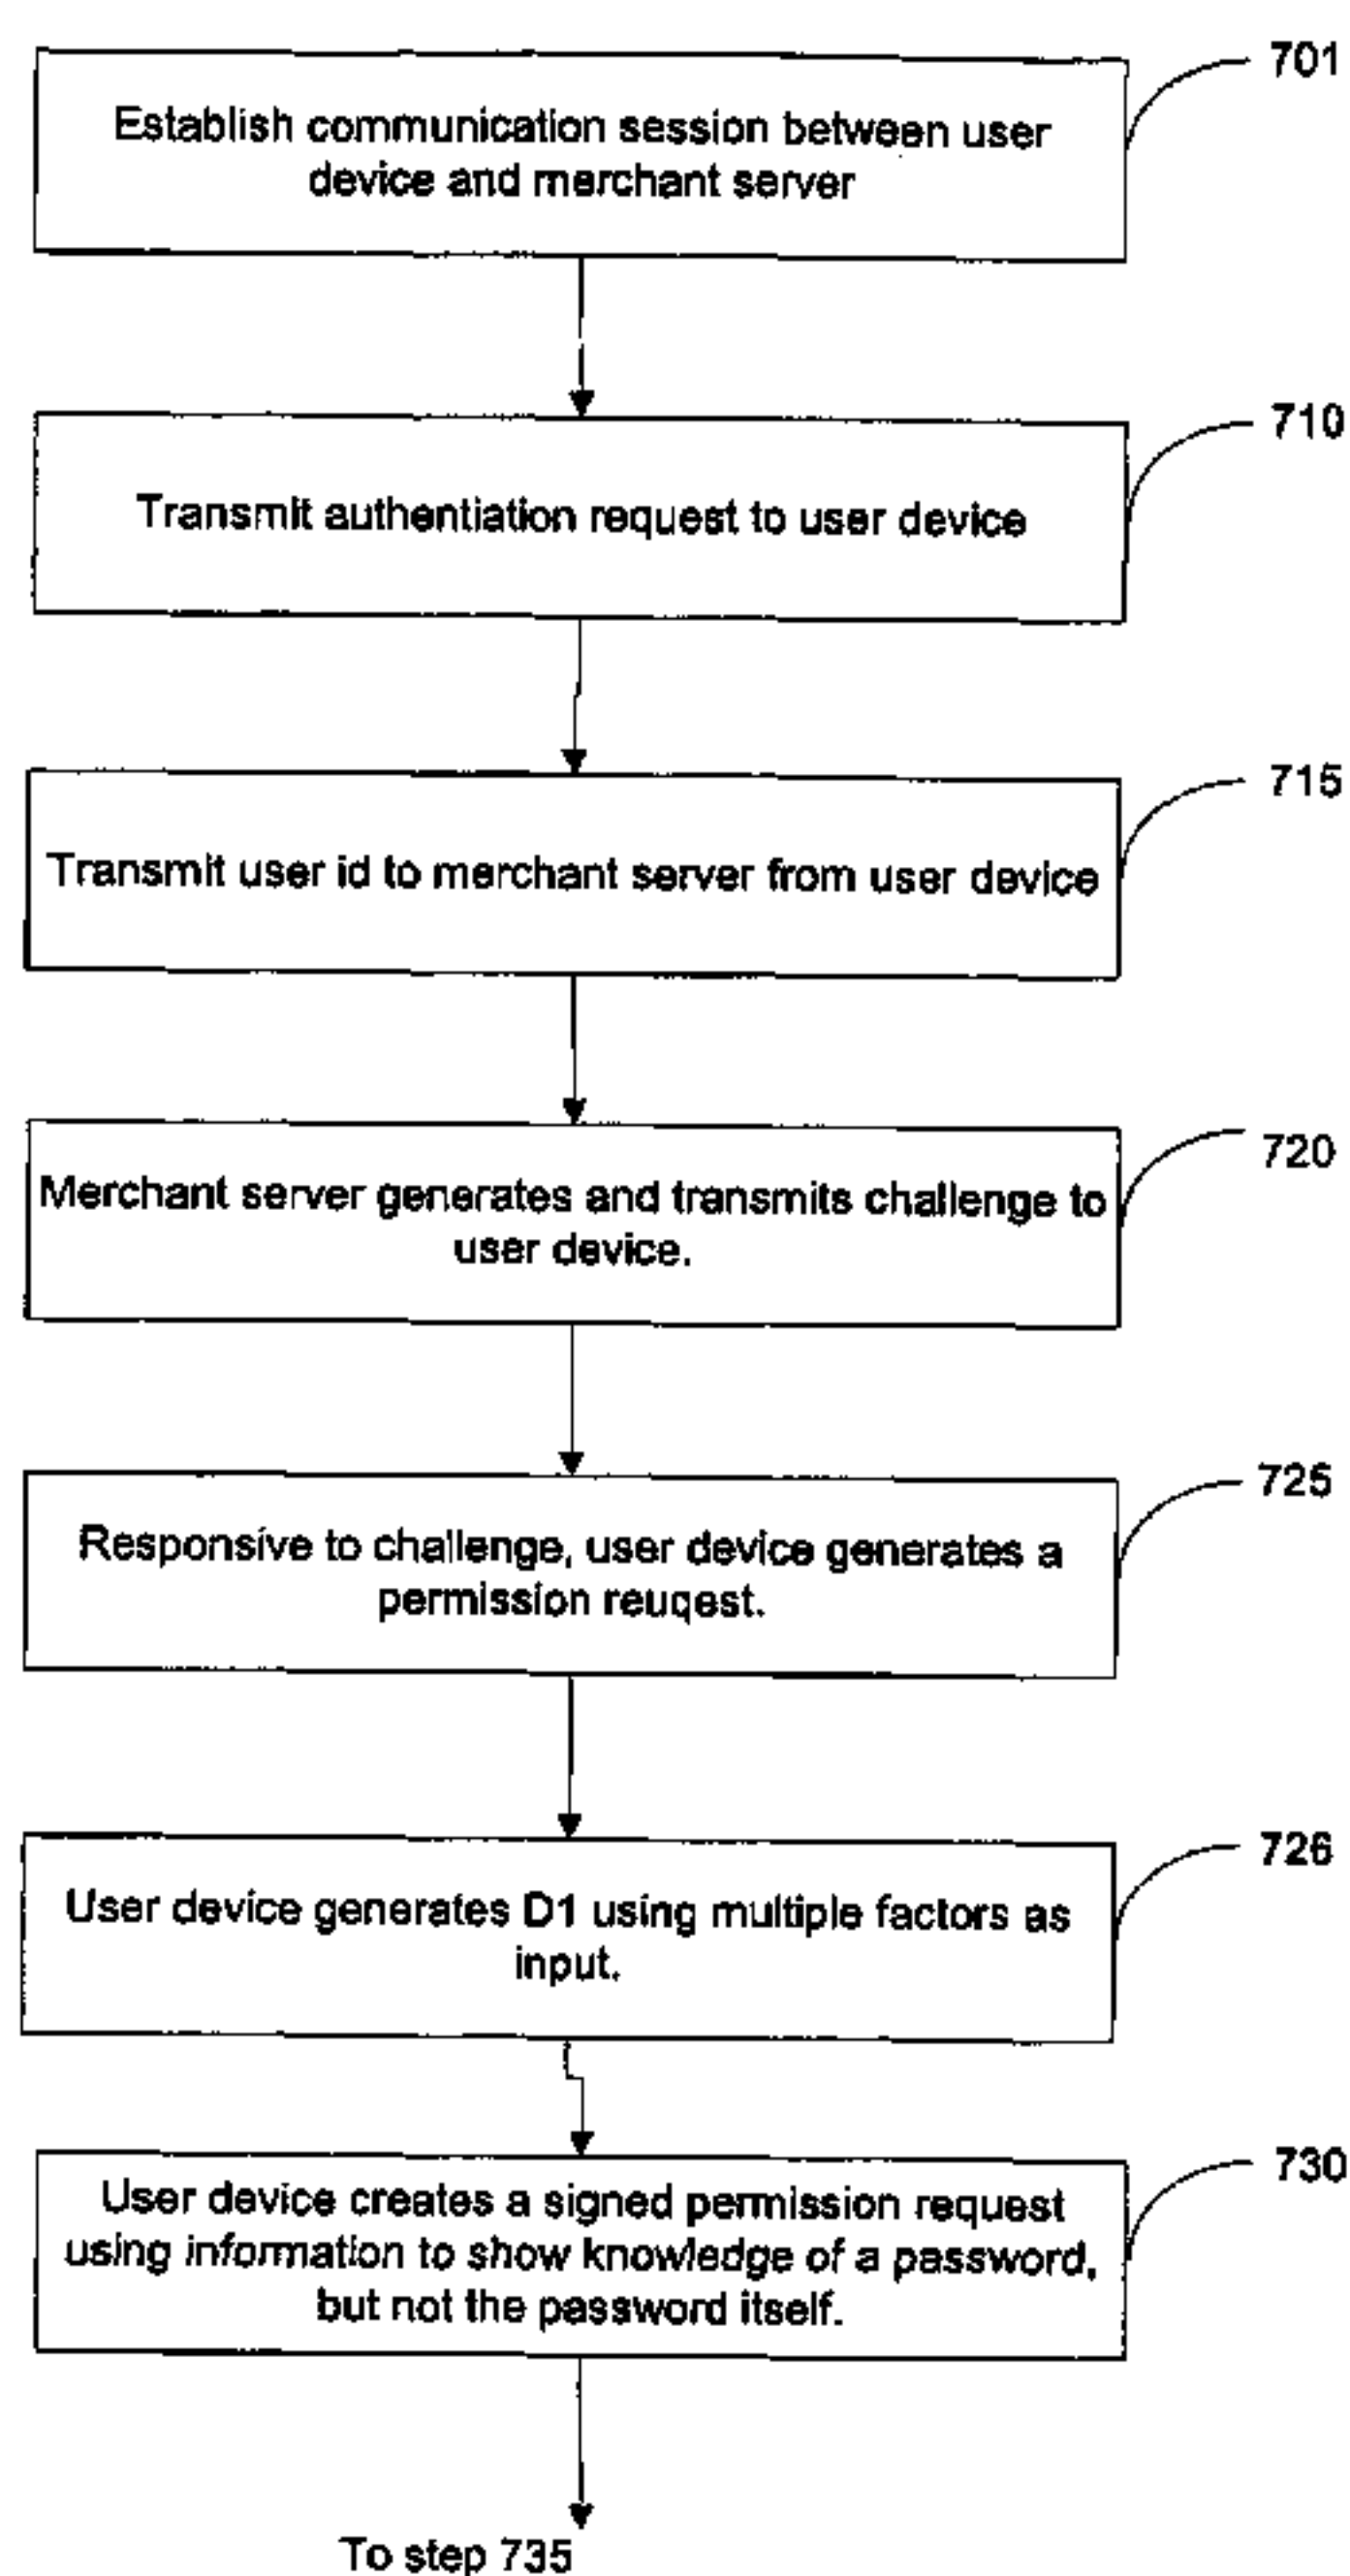 701
Establish communication session between user
device and merchant server
710
Transmit authentiation request to user device
715
Transmit user id to merchant server from user device
720
Merchant server generates and transmits challenge to
user device.
725
Responsive to challenge, user device generates a
permission reuqest.
726
User device generates D1 using multiple factors as
input.
730
User device creates a signed permission request
using information to show knowledge of a password,
but not the password itself.
To step 735